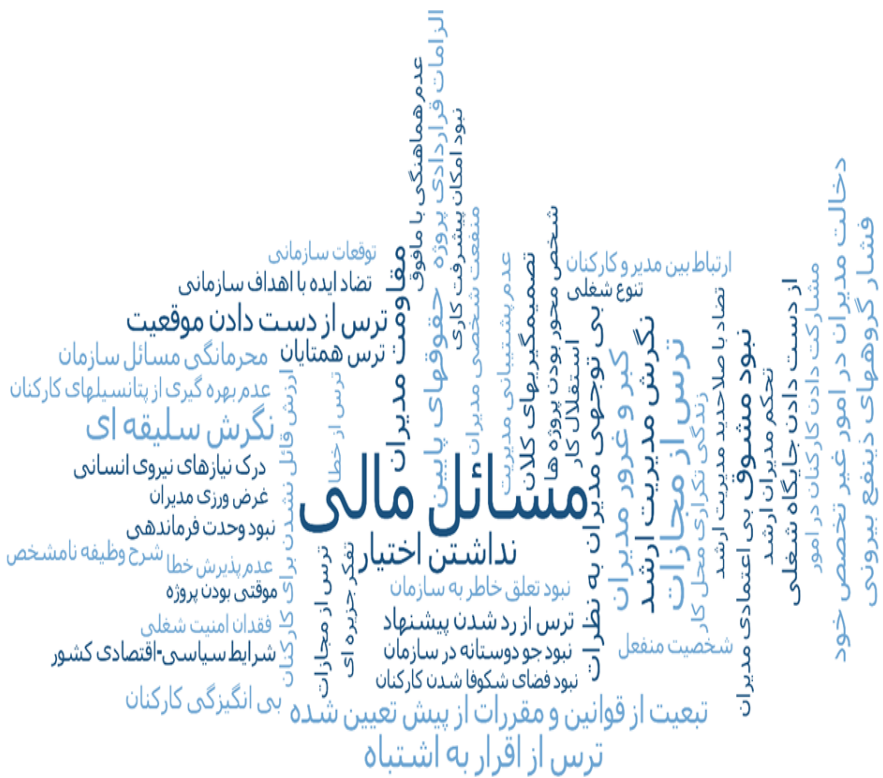 توقعات سازمانی
تضاد ایده با اهداف سازمانی
ترس از دست دادن موقعیت
ترس همتایان
محرمانگی مسائل سازمان
عدم بهره گیری از پتانسیلهای کارکنان
نگرش سلیقه ای
درک نیازهای نیروی انسانی
غرض ورزی مدیران
نبود وحدت فرماندهی
شرح وظیفه نامشخص
عدم پذیرش خطا
موقتی بودن پروژه
فقدان امنیت شغلی
شرایط سیاسی-اقتصادی کشور
بی انگیزگی کارکنان
ارزش قائل نشدن برای کارکنان
ترس از خطا
ترس از مجازات
تفکر جزیره ای
مقاومت مدیران
عدم هماهنگی با مافوق
الزامات قراردادی پروژه
حقوقهای پایین
نبود امکان پیشرفت کاری
منفعت شخصی مدیران
عدم پشتیبانی مدیریت
تصمیمگیریهای کلان
شخص محور بودن پروژه ها
استقلال کار
بی توجهی مدیران به نظرات
مسائل مالی
نداشتن اختیار
نبود تعلق خاطر به سازمان
ترس از رد شدن پیشنهاد
نبود جو دوستانه در سازمان
نبود فضای شکوفا شدن کارکنان
تبعیت از قوانین و مقررات از پیش تعیین شده
ترس از اقرار به اشتباه
ارتباط بین مدیر و کارکنان
تنوع شغلی
کبر و غرور مدیران
نگرش مدیریت ارشد
ترس از مجازات
زندگی تکراری محل کار
تضاد با صلاحدید مدیریت ارشد
شخصیت منفعل
نبود مشوق
بی اعتمادی مدیران
تحکم مدیران ارشد
از دست دادن جایگاه شغلی
مشارکت دادن کارکنان در امور
دخالت مدیران در امور غیر تخصص خود
فشار گروههای ذینفع بیرونی